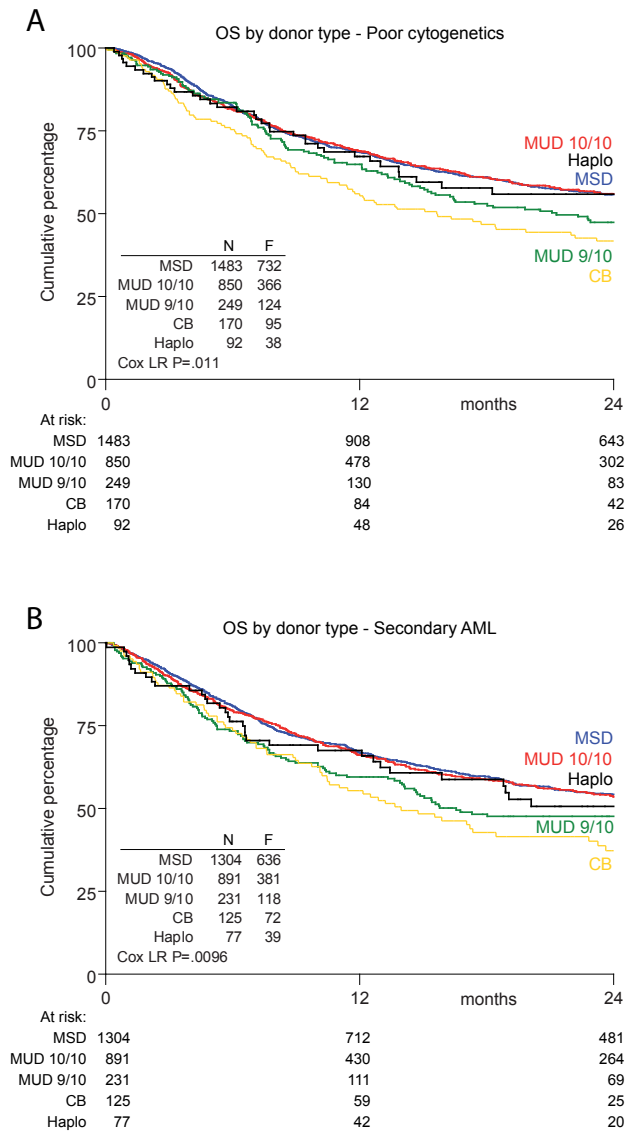 A
OS by donor type - Poor cytogenetics
100
75
50
25
0
Cumulative percentage
MUD 10/10
Haplo
MSD
MUD 9/10
CB
N F
MSD 1483 732
MUD 10/10 850 366
MUD 9/10 249 124
CB 170 95
Haplo 92 38
Cox LR P=.011
0 12 months 24
At risk:
MSD 1483 908 643
MUD 10/10 850 478 302
MUD 9/10 249 130 83
CB 170 84 42
Haplo 92 48 26
B
OS by donor type - Secondary AML
100
75
50
25
0
Cumulative percentage
MSD
MUD 10/10
Haplo
MUD 9/10
CB
N F
MSD 1304 636
MUD 10/10 891 381
MUD 9/10 231 118
CB 125 72
Haplo 77 39
Cox LR P=.0096
0 12 months 24
At risk:
MSD 1304 712 481
MUD 10/10 891 430 264
MUD 9/10 231 111 69
CB 125 59 25
Haplo 77 42 20